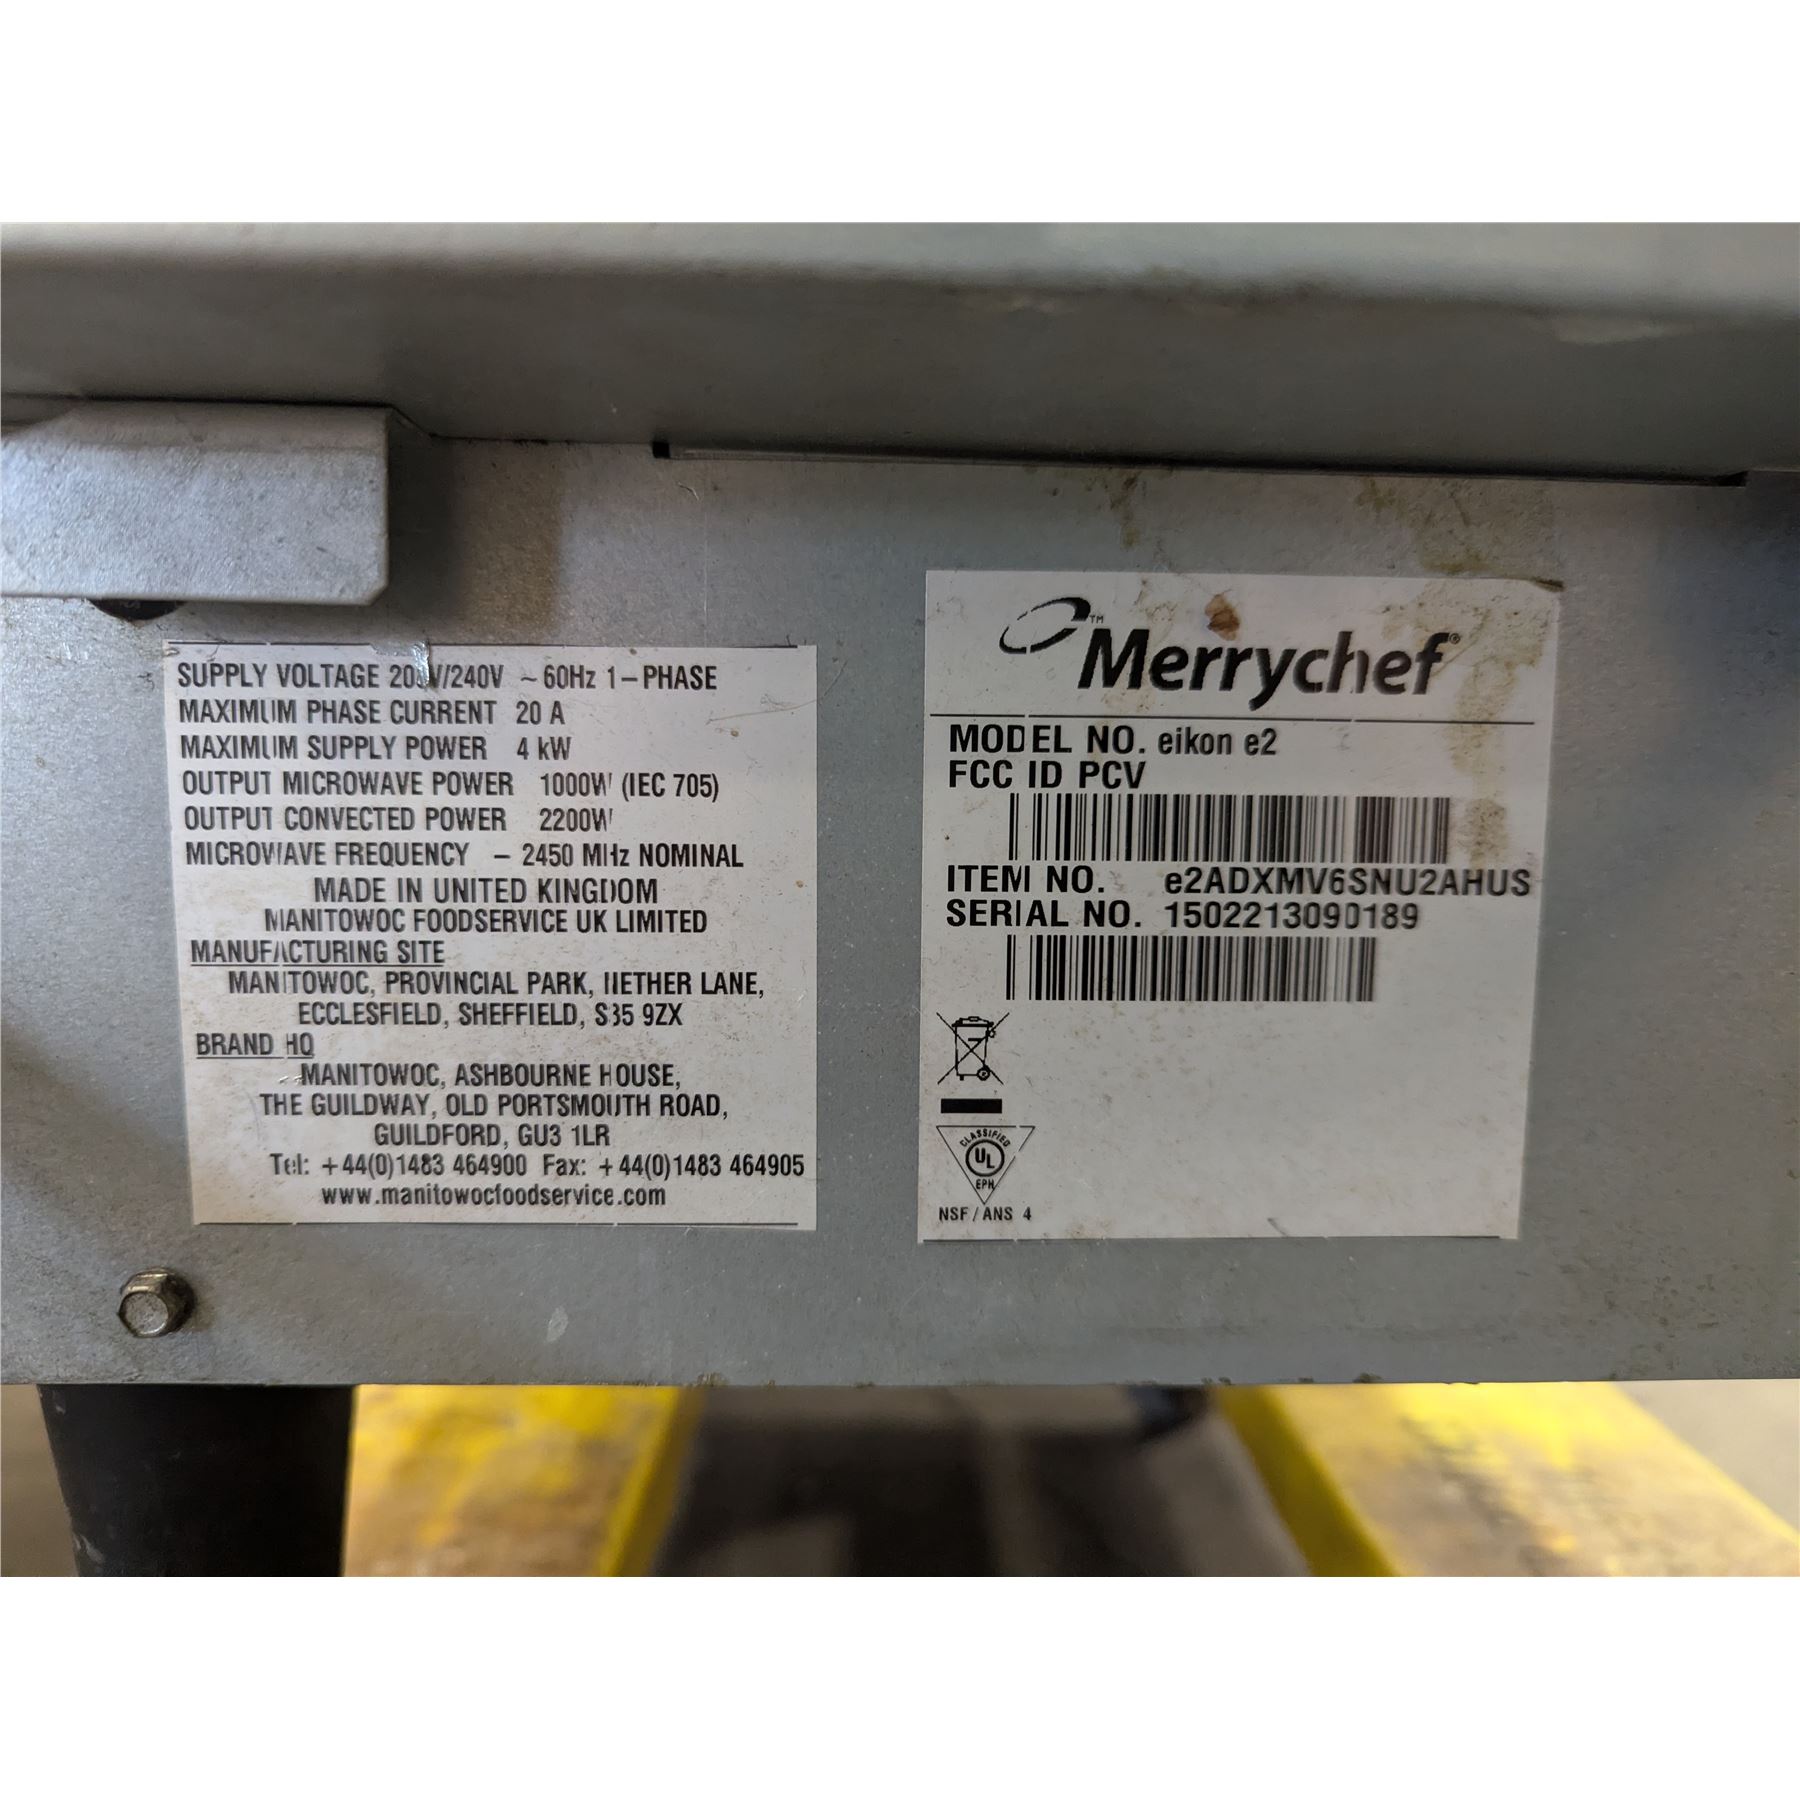 SUPPLY VOLTAGE 208V/240V ~ 60Hz 1-PHASE
MAXIMUM PHASE CURRENT 20 A
MAXIMUM SUPPLY POWER 4 kW
OUTPUT MICROWAVE POWER 1000W (IEC 705)
OUTPUT CONVECTED POWER 2200W
MICROWAVE FREQUENCY – 2450 MHz NOMINAL
MADE IN UNITED KINGDOM
MANITOWOC FOODSERVICE UK LIMITED
MANUFACTURING SITE
MANITOWOC, PROVINCIAL PARK, NETHER LANE,
ECCLESFIELD, SHEFFIELD, S35 9ZX
BRAND HQ
MANITOWOC, ASHBOURNE HOUSE,
THE GUILDWAY, OLD PORTSMOUTH ROAD,
GUILDFORD, GU3 1LR
Tel: +44(0)1483 464900 Fax: +44(0)1483 464905
www.manitowocfoodservice.com
™Merrychef®
MODEL NO. eikon e2
FCC ID PCV
ITEM NO. e2ADXMV6SNU2AHUS
SERIAL NO. 1502213090189
CLASSIFIED
UL
EPH
NSF / ANS 4